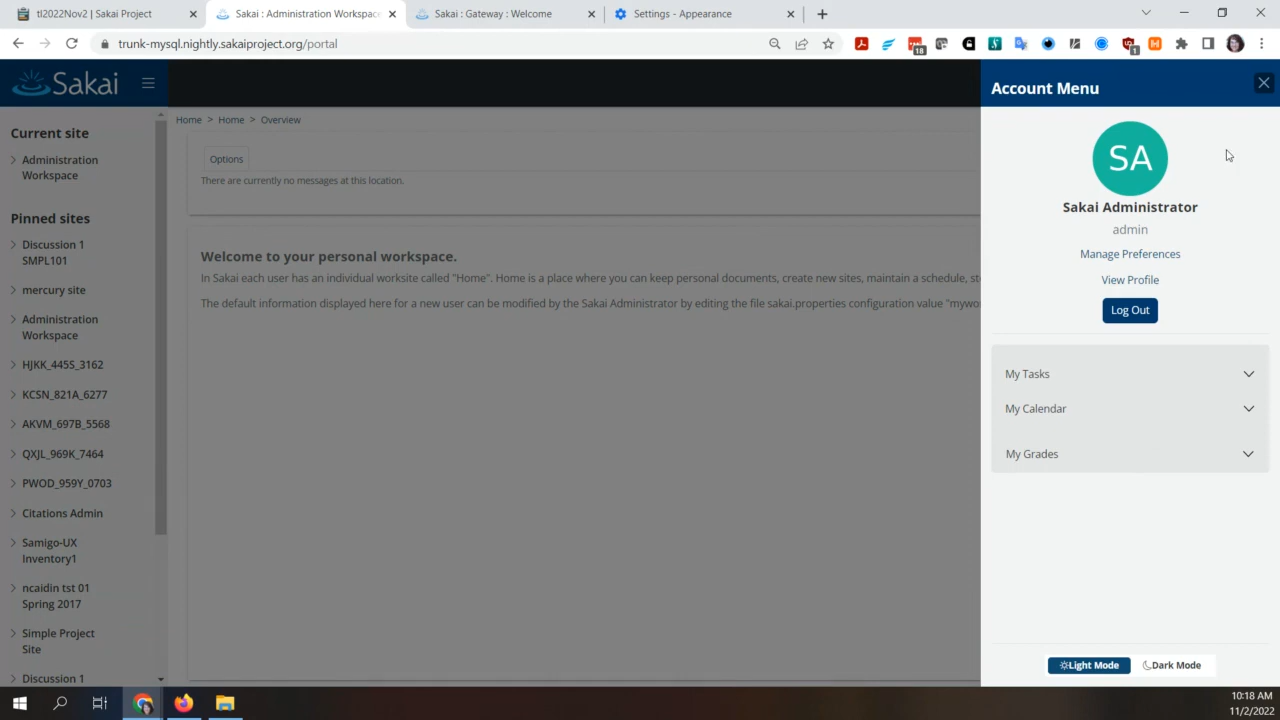 tl2022Nov2 | Sakai Project
Sakai : Administration Workspace
Sakai : Gateway : Welcome
Settings - Appearance
trunk-mysql.nightly.sakaiproject.org/portal
18
1
Sakai
Account Menu
Home > Home > Overview
Current site
Administration
Workspace
Options
There are currently no messages at this location.
SA
Sakai Administrator
admin
Manage Preferences
View Profile
Log Out
Pinned sites
Discussion 1
SMPL101
mercury site
Administration
Workspace
HJKK_445S_3162
KCSN_821A_6277
AKVM_697B_5568
QXJL_969K_7464
PWOD_959Y_0703
Citations Admin
Samigo-UX
Inventory1
ncaidin tst 01
Spring 2017
Simple Project
Site
Discussion 1
Welcome to your personal workspace.
In Sakai each user has an individual worksite called "Home". Home is a place where you can keep personal documents, create new sites, maintain a schedule, st
The default information displayed here for a new user can be modified by the Sakai Administrator by editing the file sakai.properties configuration value "mywo
My Tasks
My Calendar
My Grades
Light Mode
Dark Mode
10:18 AM
11/2/2022